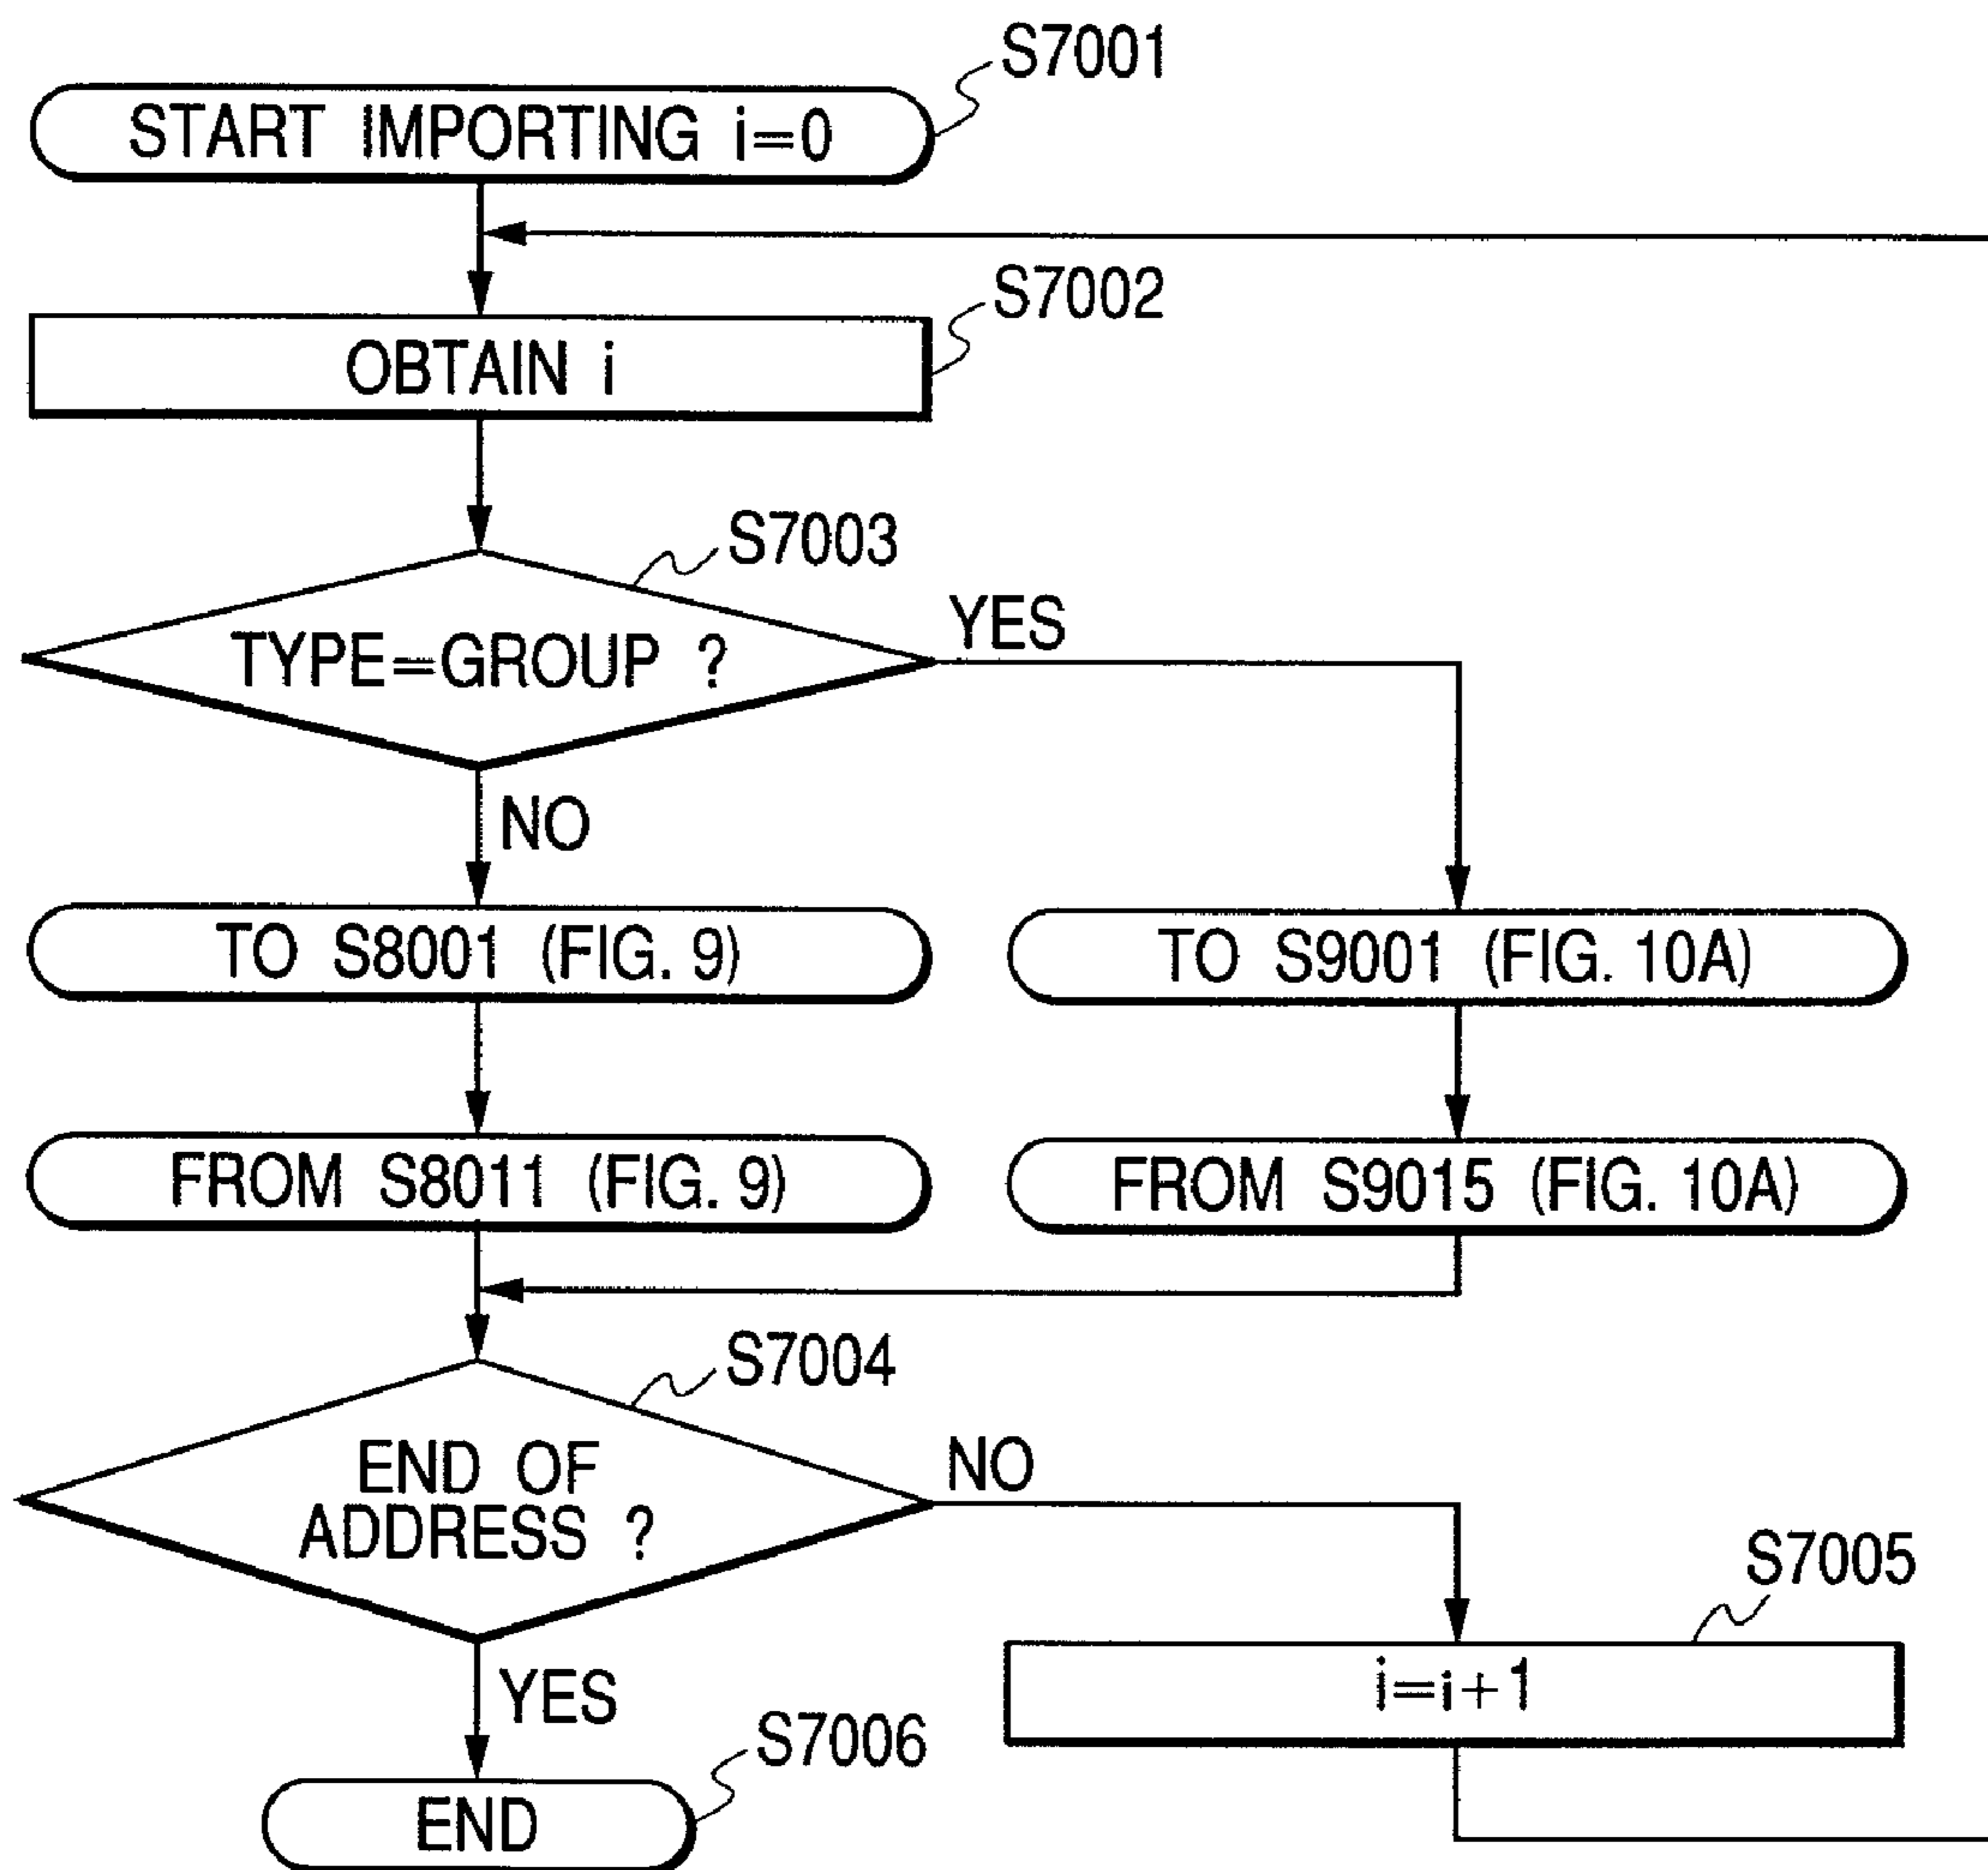 S7001
START IMPORTING i=0
S7002
OBTAIN i
S7003
TYPE=GROUP ?
YES
NO
TO S8001 (FIG. 9)
TO S9001 (FIG. 10A)
FROM S8011 (FIG. 9)
FROM S9015 (FIG. 10A)
S7004
END OF
ADDRESS ?
NO
S7005
i=i+1
YES
S7006
END